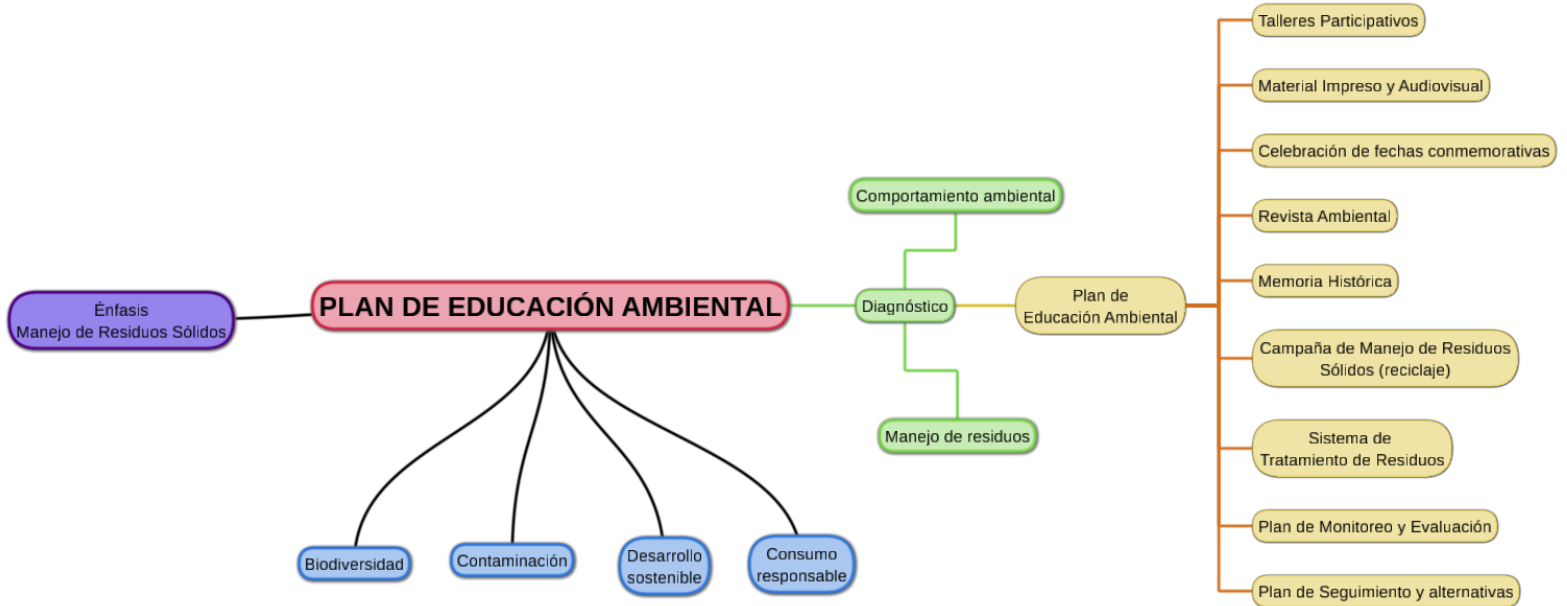 Énfasis
Manejo de Residuos Sólidos
PLAN DE EDUCACIÓN AMBIENTAL
Biodiversidad
Contaminación
Desarrollo
sostenible
Consumo
responsable
Comportamiento ambiental
Diagnóstico
Manejo de residuos
Plan de
Educación Ambiental
Talleres Participativos
Material Impreso y Audiovisual
Celebración de fechas conmemorativas
Revista Ambiental
Memoria Histórica
Campaña de Manejo de Residuos
Sólidos (reciclaje)
Sistema de
Tratamiento de Residuos
Plan de Monitoreo y Evaluación
Plan de Seguimiento y alternativas